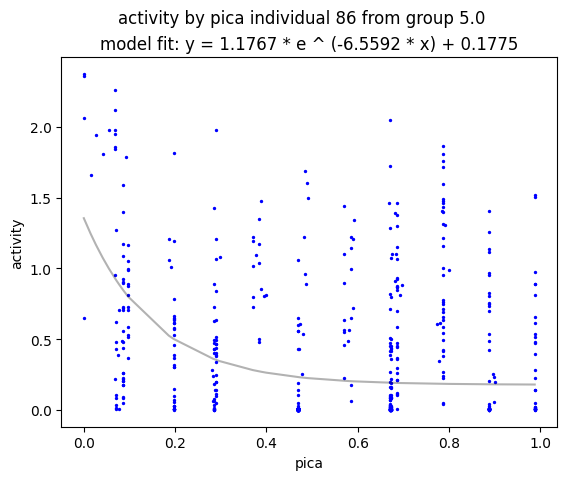 activity by pica individual 86 from group 5.0
model fit: y = 1.1767 * e ^ (-6.5592 * x) + 0.1775
2.0
1.5
1.0
0.5
0.0
activity
0.0 0.2 0.4 0.6 0.8 1.0
pica